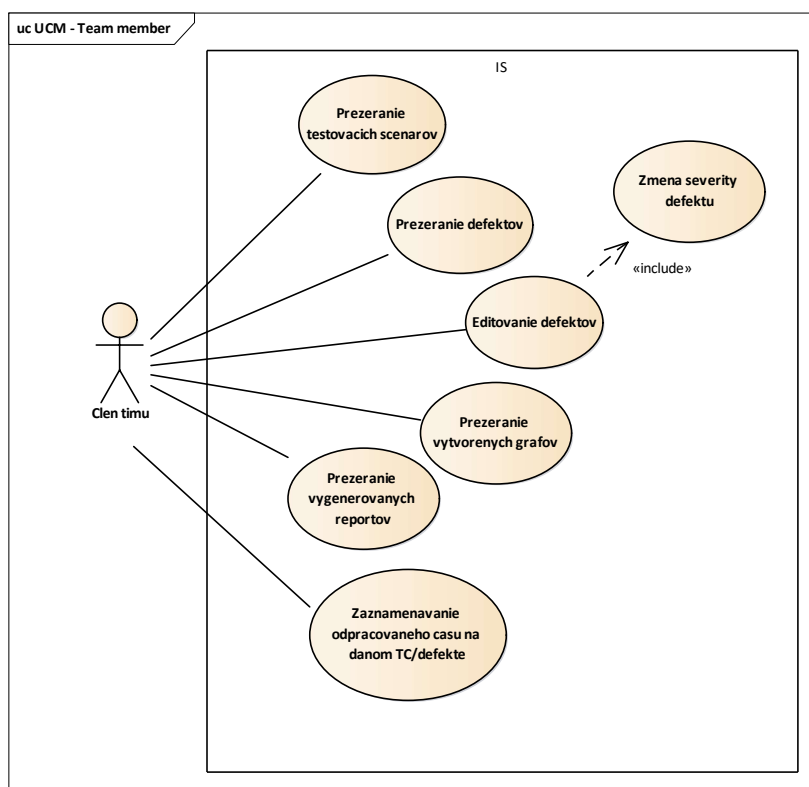 uc UCM - Team member
IS
Prezeranie
testovacich scenarov
Zmena severity
defektu
Prezeranie defektov
«include»
Editovanie defektov
Clen timu
Prezeranie
vytvorenych grafov
Prezeranie
vygenerovanych
reportov
Zaznamenavanie
odpracovaneho casu na
danom TC/defekte